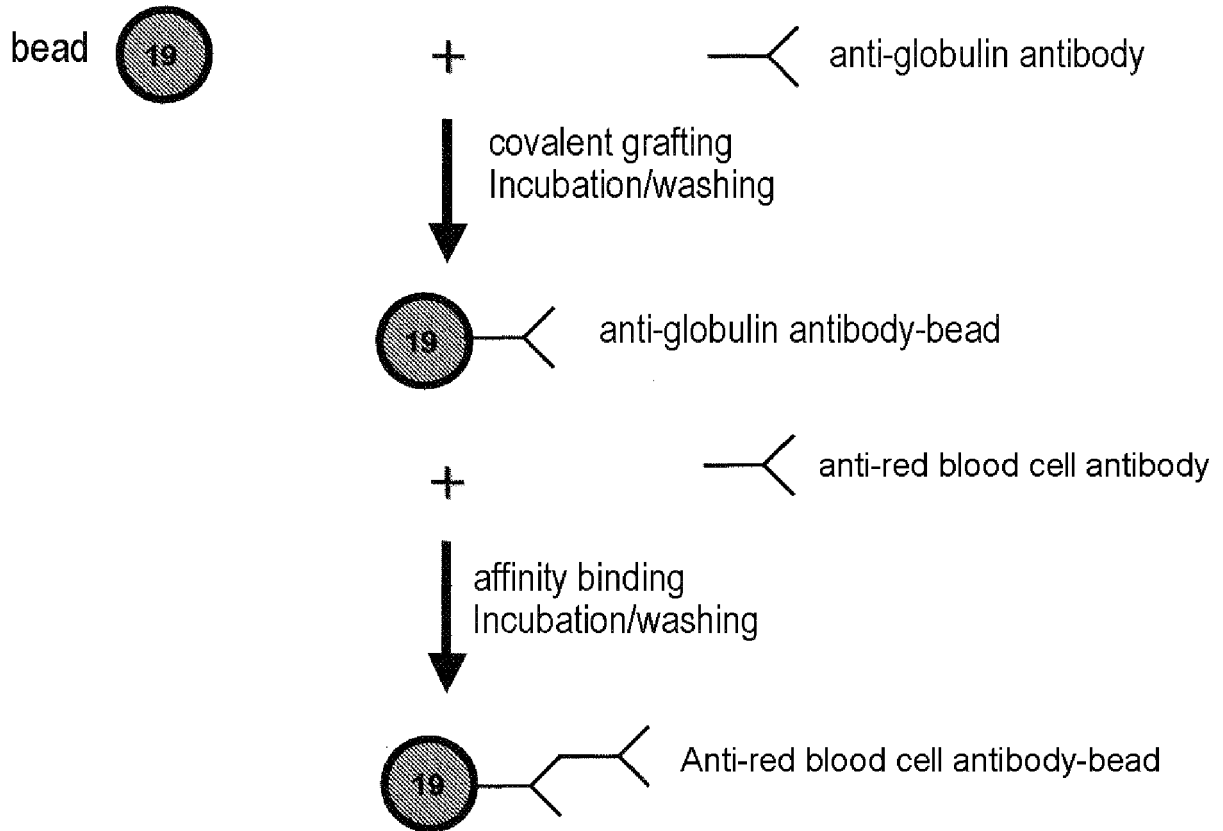 bead 19 + anti-globulin antibody
covalent grafting
Incubation/washing
19 anti-globulin antibody-bead
+ anti-red blood cell antibody
affinity binding
Incubation/washing
19 Anti-red blood cell antibody-bead